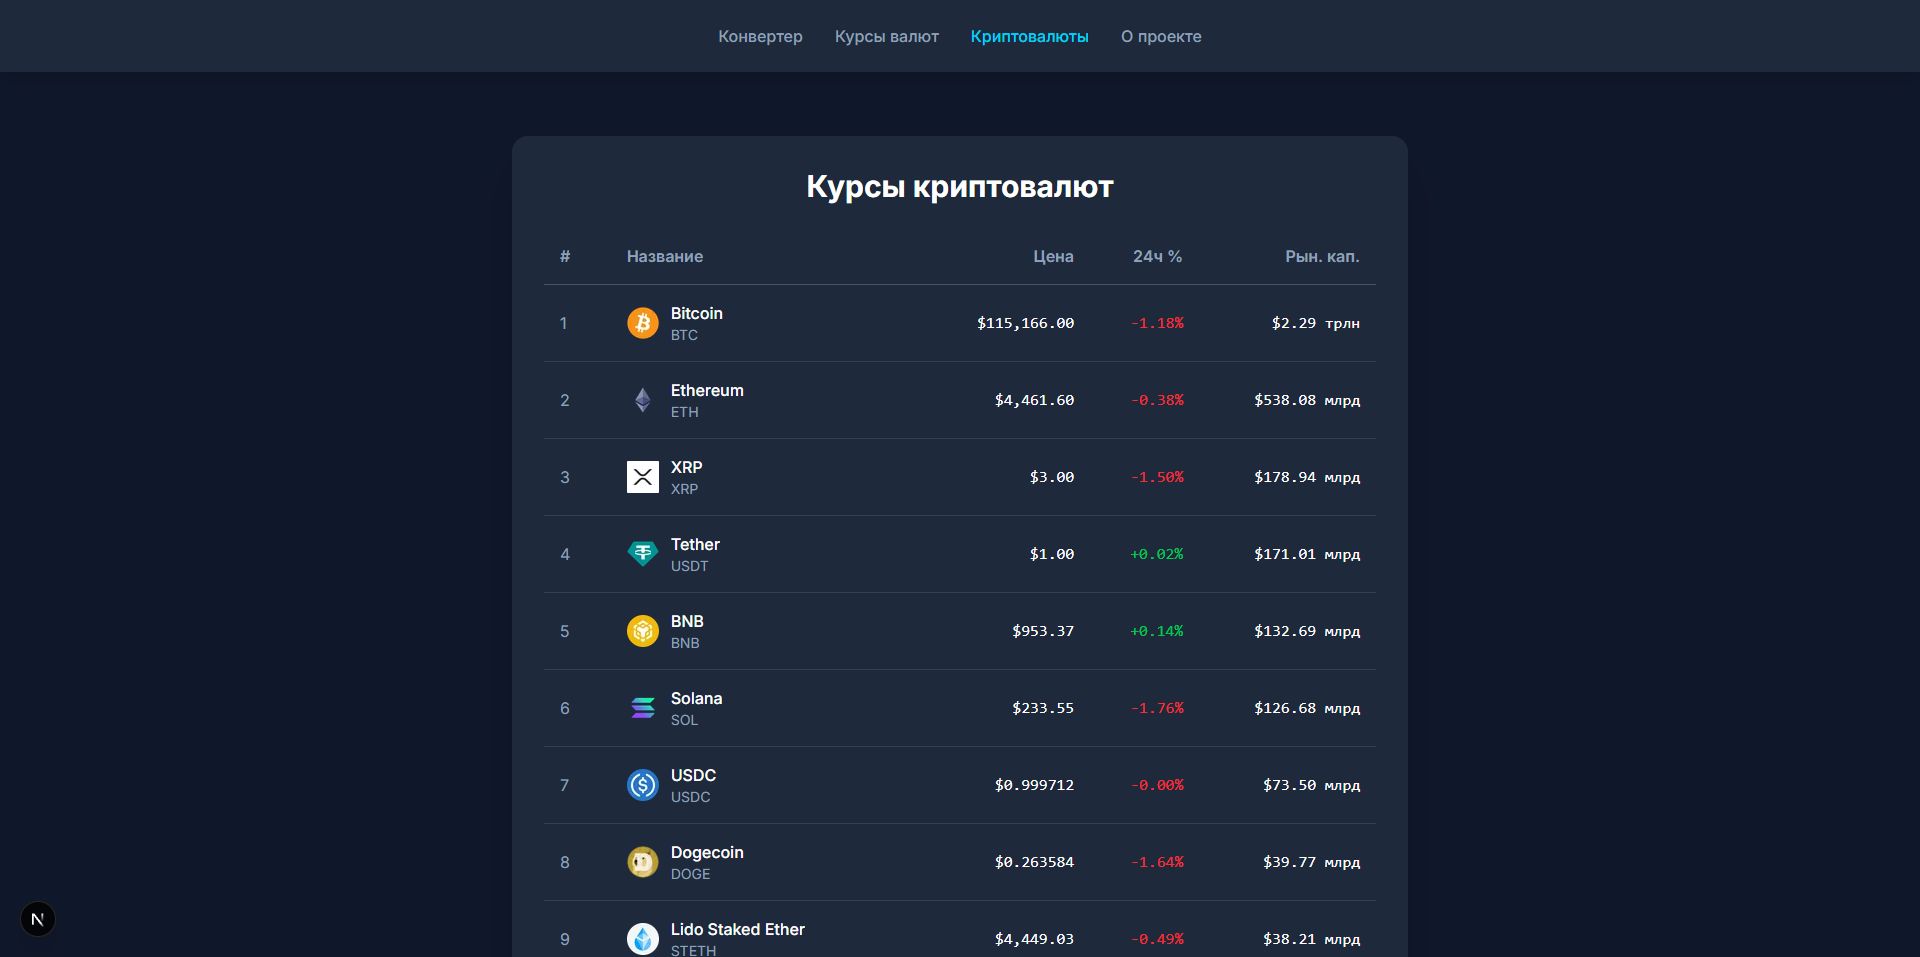 Конвертер Курсы валют Криптовалюты О проекте
Курсы криптовалют
# Название Цена 24ч % Рын. кап.
1 Bitcoin $115,166.00 -1.18% $2.29 трлн
BTC
2 Ethereum $4,461.60 -0.38% $538.08 млрд
ETH
3 XRP $3.00 -1.50% $178.94 млрд
XRP
4 Tether $1.00 +0.02% $171.01 млрд
USDT
5 BNB $953.37 +0.14% $132.69 млрд
BNB
6 Solana $233.55 -1.76% $126.68 млрд
SOL
7 USDC $0.999712 -0.00% $73.50 млрд
USDC
8 Dogecoin $0.263584 -1.64% $39.77 млрд
DOGE
N
9 Lido Staked Ether $4,449.03 -0.49% $38.21 млрд
STETH